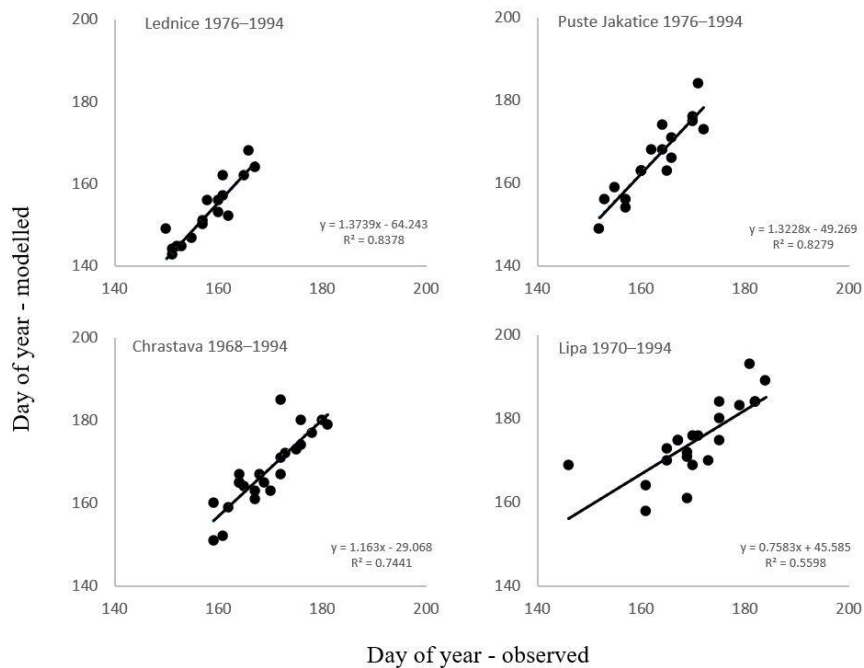 Lednice 1976–1994
200
180
160
140
140
160
180
200
y = 1.3739x - 64.243
R² = 0.8378
Puste Jakatice 1976–1994
200
180
160
140
140
160
180
200
y = 1.3228x - 49.269
R² = 0.8279
Chrastava 1968–1994
200
180
160
140
140
160
180
200
y = 1.163x - 29.068
R² = 0.7441
Lipa 1970–1994
200
180
160
140
140
160
180
200
y = 0.7583x + 45.585
R² = 0.5598
Day of year - modelled
Day of year - observed